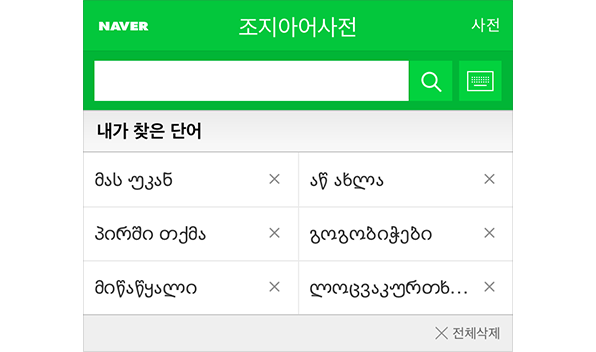 NAVER 조지아어사전 사전
내가 찾은 단어
მას უკან აწ ახლა
პირში თქმა გოგობიჭები
მიწაწყალი ლოცვაკურთხ...
전체삭제